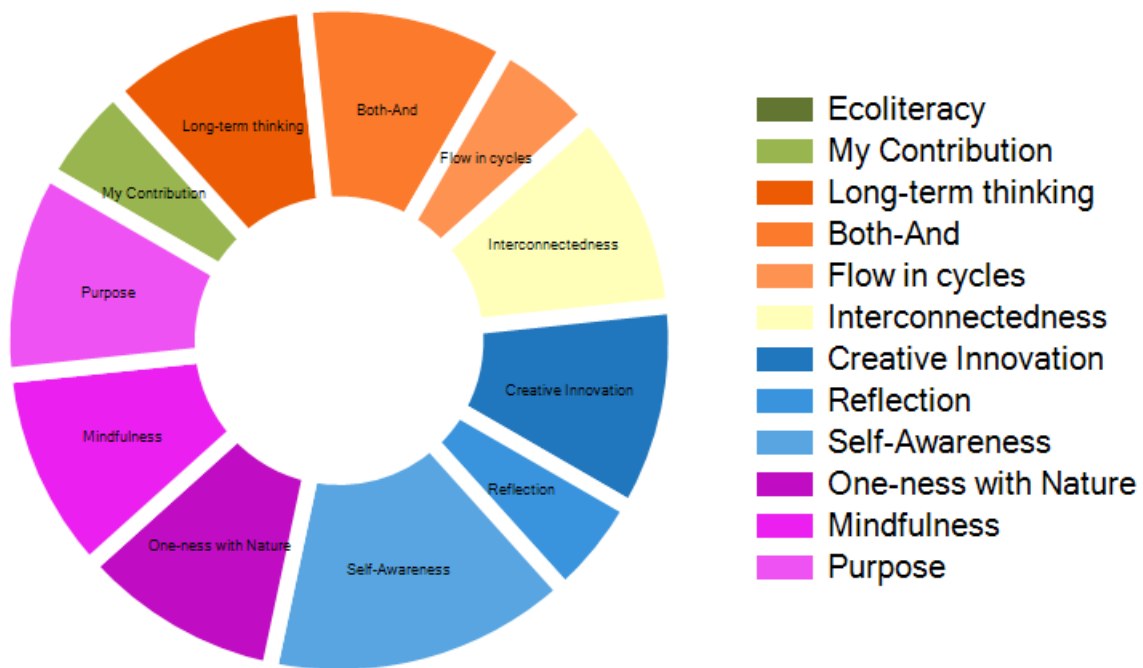 Both-And
Long-term thinking
Flow in cycles
My Contribution
Interconnectedness
Purpose
Creative Innovation
Mindfulness
Reflection
One-ness with Nature
Self-Awareness
Ecoliteracy
My Contribution
Long-term thinking
Both-And
Flow in cycles
Interconnectedness
Creative Innovation
Reflection
Self-Awareness
One-ness with Nature
Mindfulness
Purpose